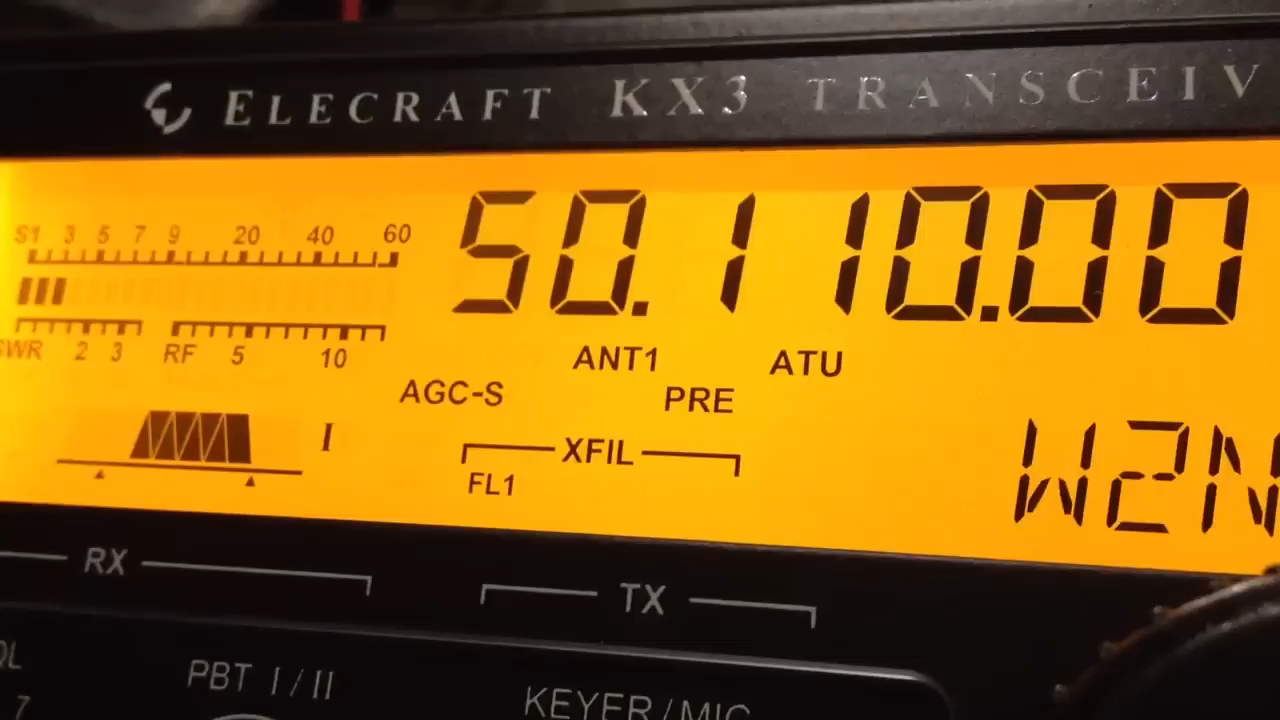 ELECRAFT KX3 TRANSCEIV
S1 3 5 7 9 20 40 60
50.110.00
SWR 2 3 RF 5 10
ANT1 ATU
AGC-S PRE
I
XFIL
FL1
W2N
RX
TX
PBT I/II
7
KEYER/MIC